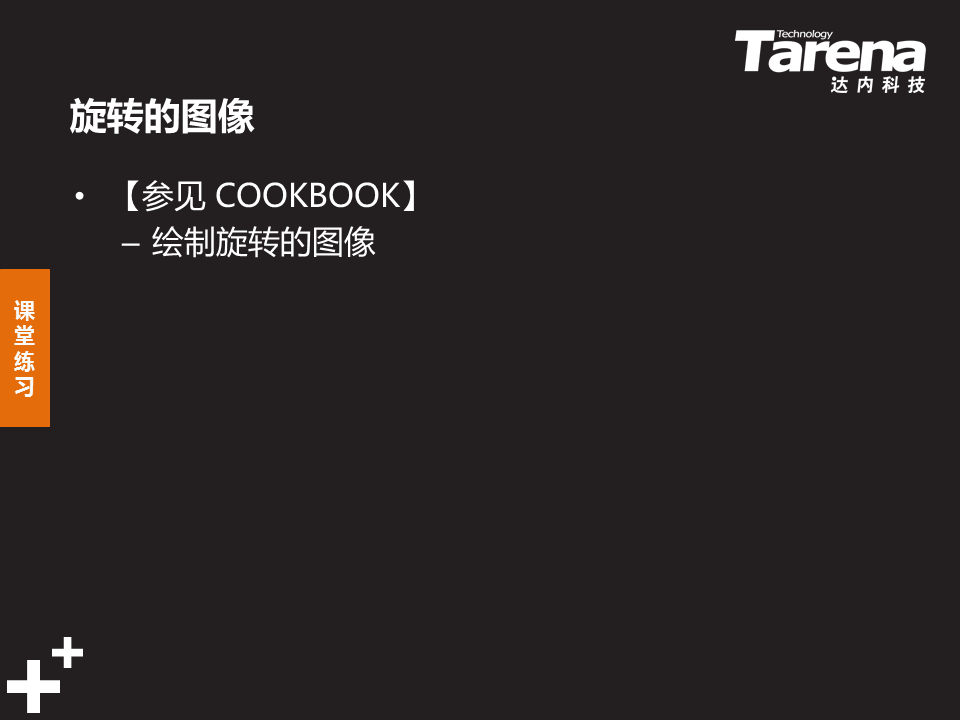 Technology
Tarena
达内科技
旋转的图像
• 【参见 COOKBOOK】
– 绘制旋转的图像
课
堂
练
习